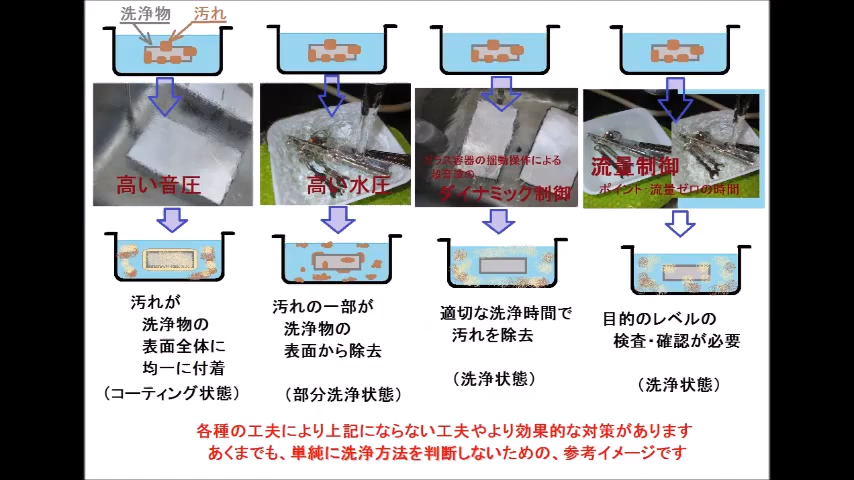 洗浄物
汚れ
高い音圧
高い水圧
ガラス容器の揺動操作による
超音波の
ダイナミック制御
流量制御
ポイント：流量ゼロの時間
汚れが
洗浄物の
表面全体に
均一に付着
（コーティング状態）
汚れの一部が
洗浄物の
表面から除去
（部分洗浄状態）
適切な洗浄時間で
汚れを除去
（洗浄状態）
目的のレベルの
検査・確認が必要
（洗浄状態）
各種の工夫により上記にならない工夫やより効果的な対策があります
あくまでも、単純に洗浄方法を判断しないための、参考イメージです